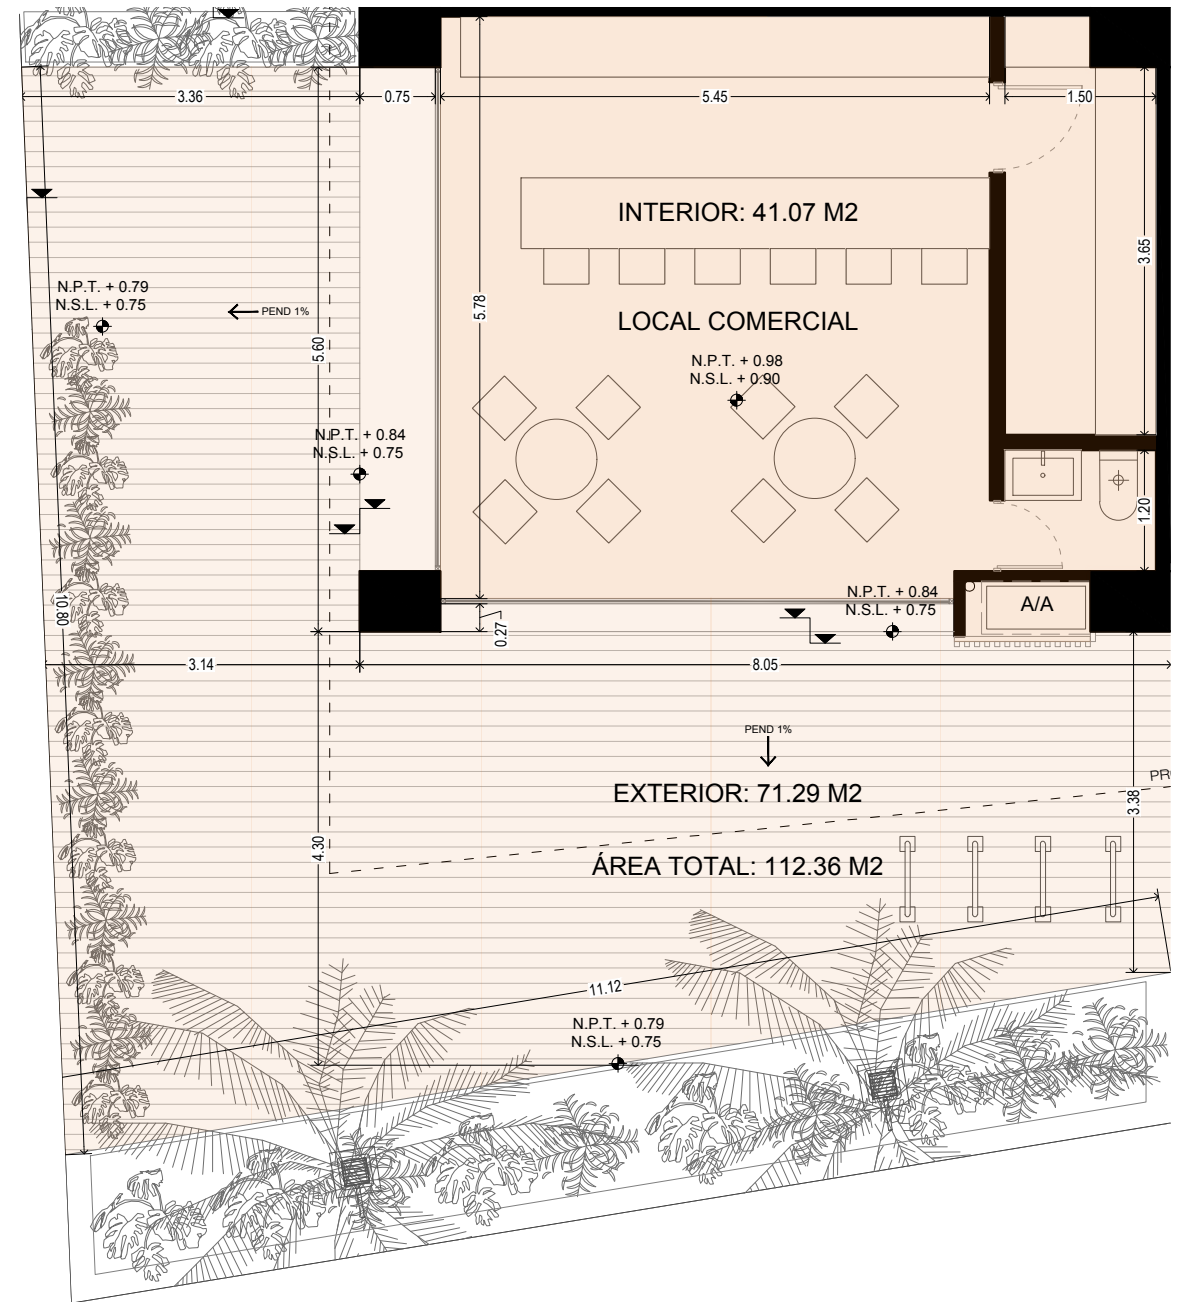 3.36
0.75
5.45
1.50
INTERIOR: 41.07 M2
3.65
N.P.T. + 0.79
N.S.L. + 0.75
PEND 1%
5.78
LOCAL COMERCIAL
5.60
N.P.T. + 0.98
N.S.L. + 0.90
N.P.T. + 0.84
N.S.L. + 0.75
1.20
10.80
N.P.T. + 0.84
N.S.L. + 0.75
A/A
0.27
3.14
8.05
PEND 1%
EXTERIOR: 71.29 M2
PR
3.38
4.30
ÁREA TOTAL: 112.36 M2
11.12
N.P.T. + 0.79
N.S.L. + 0.75